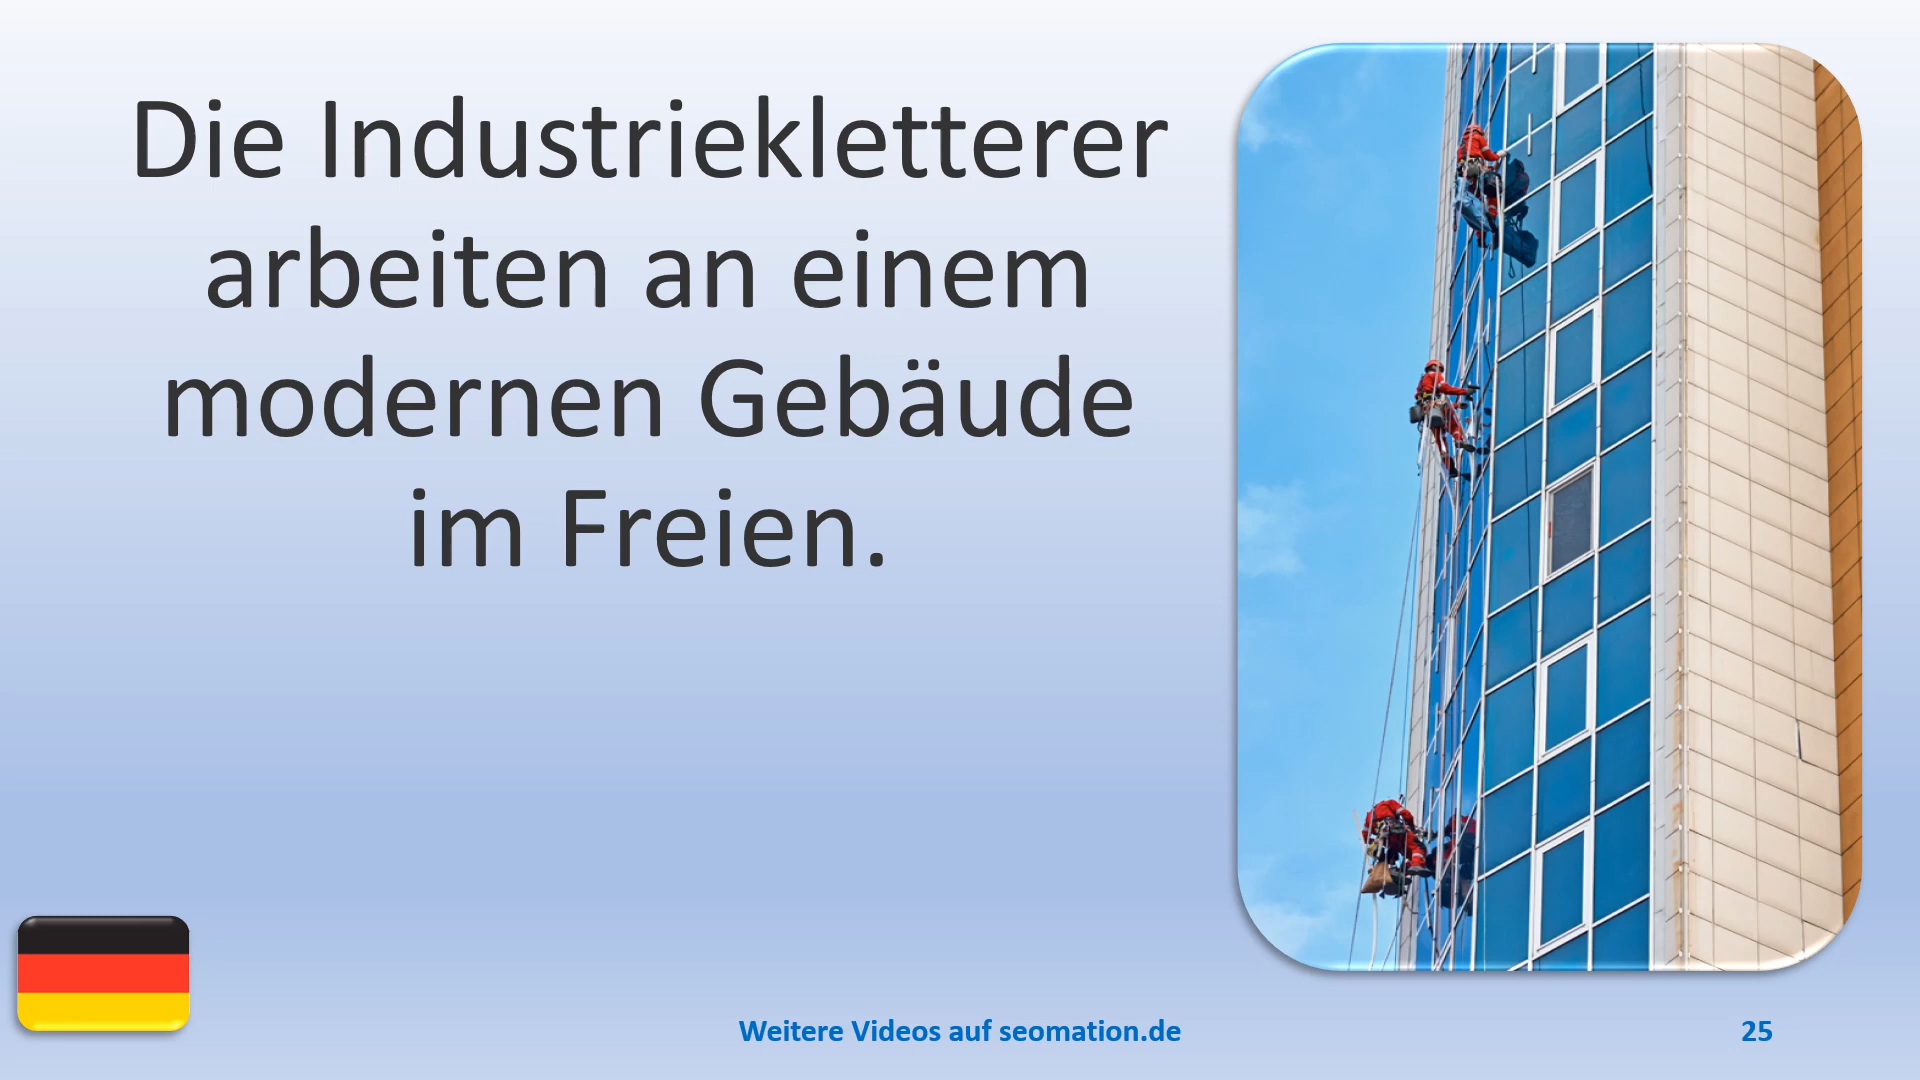 Die Industriekletterer
arbeiten an einem
modernen Gebäude
im Freien.
Weitere Videos auf seomation.de
25